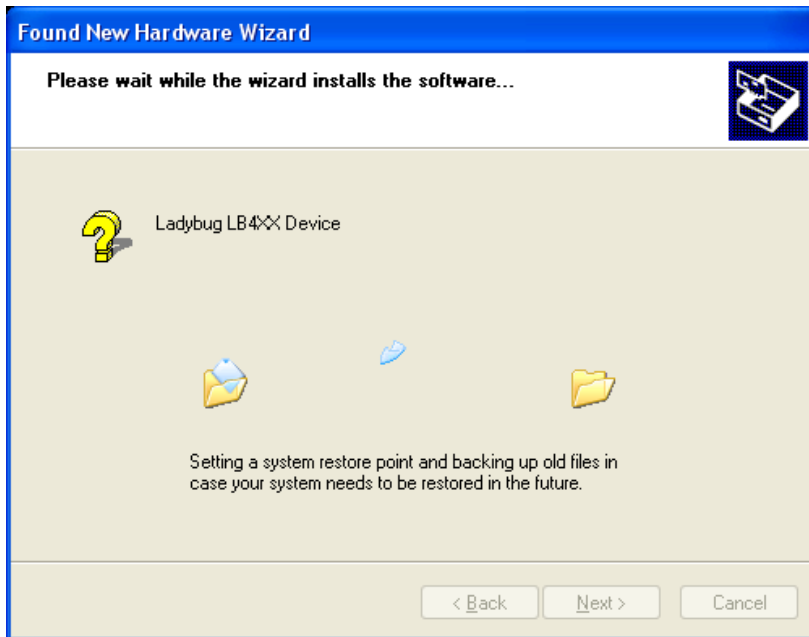 Found New Hardware Wizard
Please wait while the wizard installs the software...
Ladybug LB4XX Device
Setting a system restore point and backing up old files in
case your system needs to be restored in the future.
< Back
Next >
Cancel